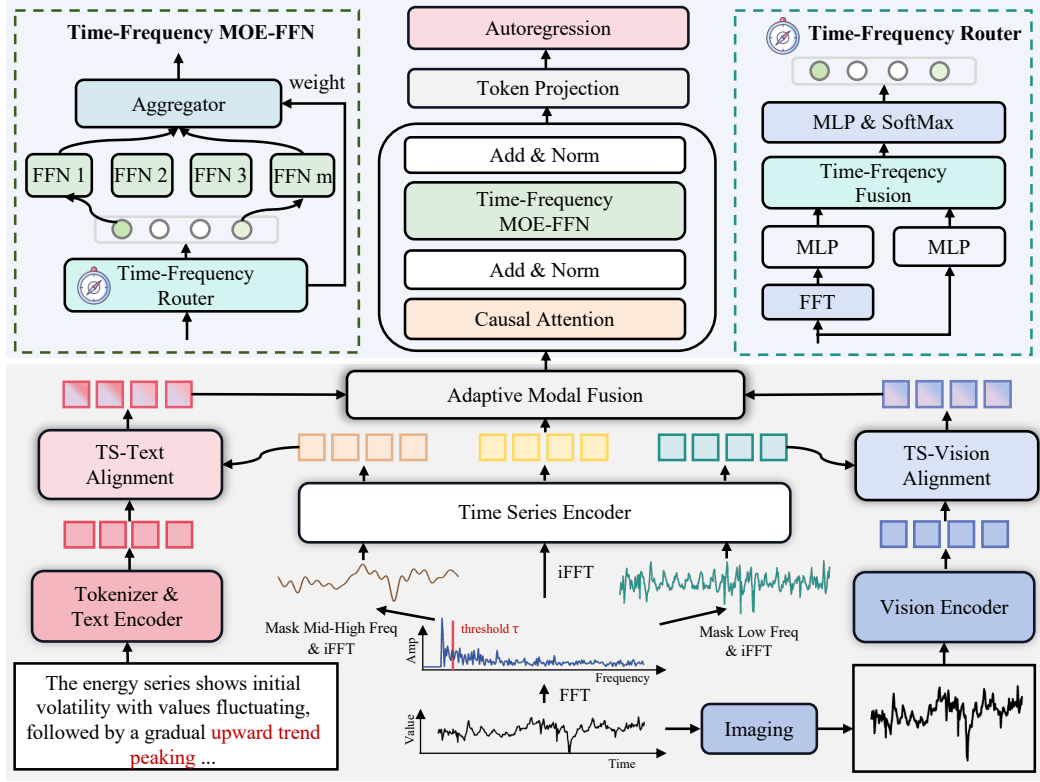 Time-Frequency MOE-FFN
weight
Aggregator
FFN 1
FFN 2
FFN 3
FFN m
Time-Frequency
Router
Autoregression
Token Projection
Add & Norm
Time-Frequency
MOE-FFN
Add & Norm
Causal Attention
Time-Frequency Router
MLP & SoftMax
Time-Freqency
Fusion
MLP
MLP
FFT
Adaptive Modal Fusion
TS-Text
Alignment
TS-Vision
Alignment
Time Series Encoder
Tokenizer &
Text Encoder
Vision Encoder
iFFT
Mask Mid-High Freq
& iFFT
threshold τ
Amp
Frequency
Mask Low Freq
& iFFT
FFT
Value
Time
Imaging
The energy series shows initial
volatility with values fluctuating,
followed by a gradual upward trend
peaking ...